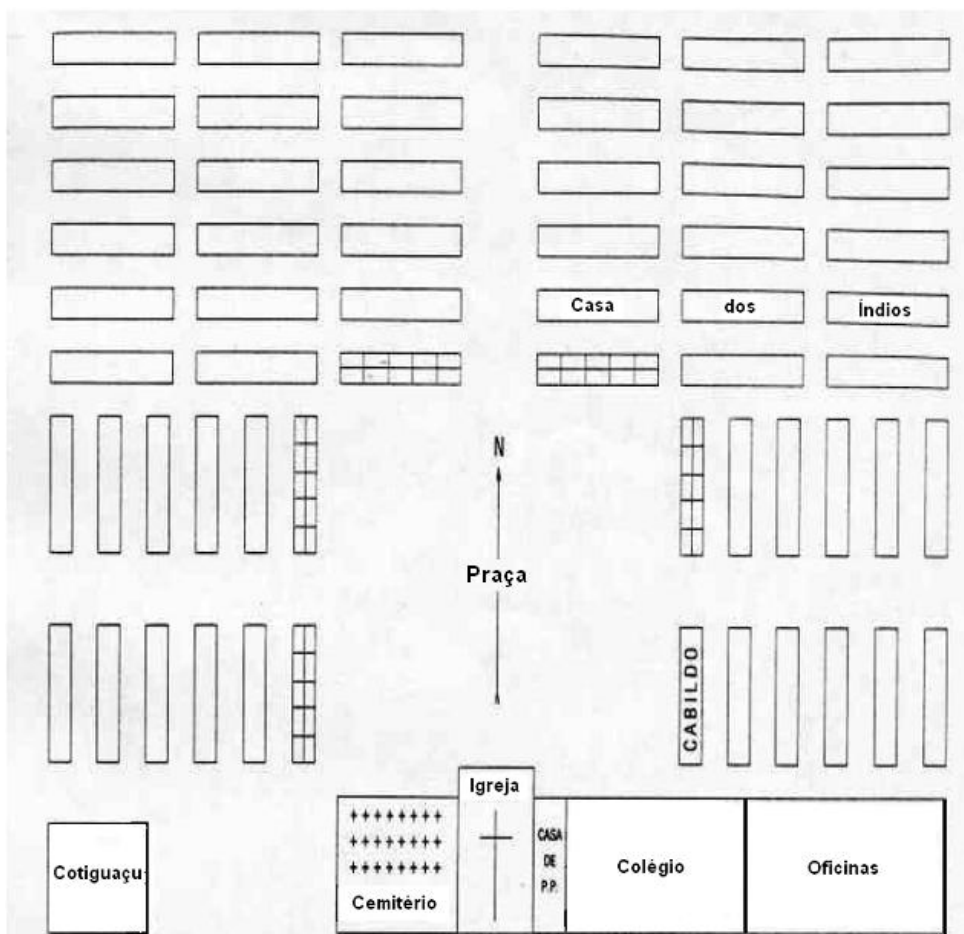 Casa dos Índios
N
Praça
CABILDO
Igreja
Cotiguaçu
Cemitério
CASA
DE
P.P.
Colégio
Oficinas